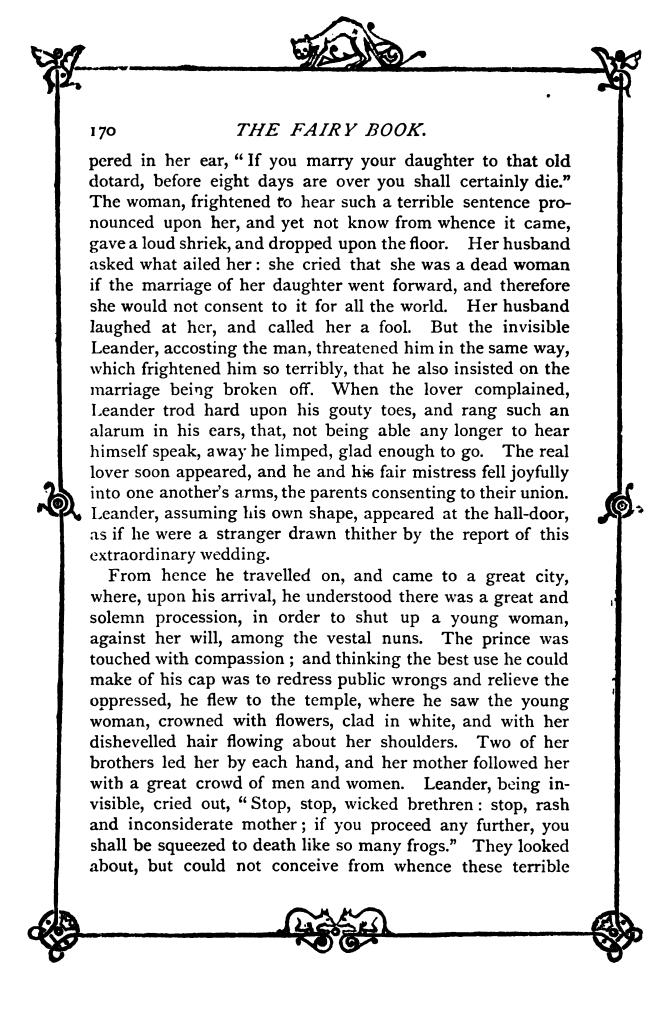 170 THE FAIRY BOOK.
pered in her ear, “ If you marry your daughter to that old
dotard, before eight days are over you shall certainly die.”
The woman, frightened to hear such a terrible sentence pro-
nounced upon her, and yet not know from whence it came,
gave a loud shriek, and dropped upon the floor. Her husband
asked what ailed her : she cried that she was a dead woman
if the marriage of her daughter went forward, and therefore
she would not consent to it for all the world. Her husband
laughed at her, and called her a fool. But the invisible
Leander, accosting the man, threatened him in the same way,
which frightened him so terribly, that he also insisted on the
marriage being broken off. When the lover complained,
Leander trod hard upon his gouty toes, and rang such an
alarum in his ears, that, not being able any longer to hear
himself speak, away he limped, glad enough to go. The real
lover soon appeared, and he and his fair mistress fell joyfully
into one another’s arms, the parents consenting to their union.
Leander, assuming his own shape, appeared at the hall-door,
as if he were a stranger drawn thither by the report of this
extraordinary wedding.
From hence he travelled on, and came to a great city,
where, upon his arrival, he understood there was a great and
solemn procession, in order to shut up a young woman,
against her will, among the vestal nuns. The prince was
touched with compassion ; and thinking the best use he could
make of his cap was to redress public wrongs and relieve the
oppressed, he flew to the temple, where he saw the young
woman, crowned with flowers, clad in white, and with her
dishevelled hair flowing about her shoulders. Two of her
brothers led her by each hand, and her mother followed her
with a great crowd of men and women. Leander, being in-
visible, cried out, “ Stop, stop, wicked brethren : stop, rash
and inconsiderate mother ; if you proceed any further, you
shall be squeezed to death like so many frogs.” They looked
about, but could not conceive from whence these terrible